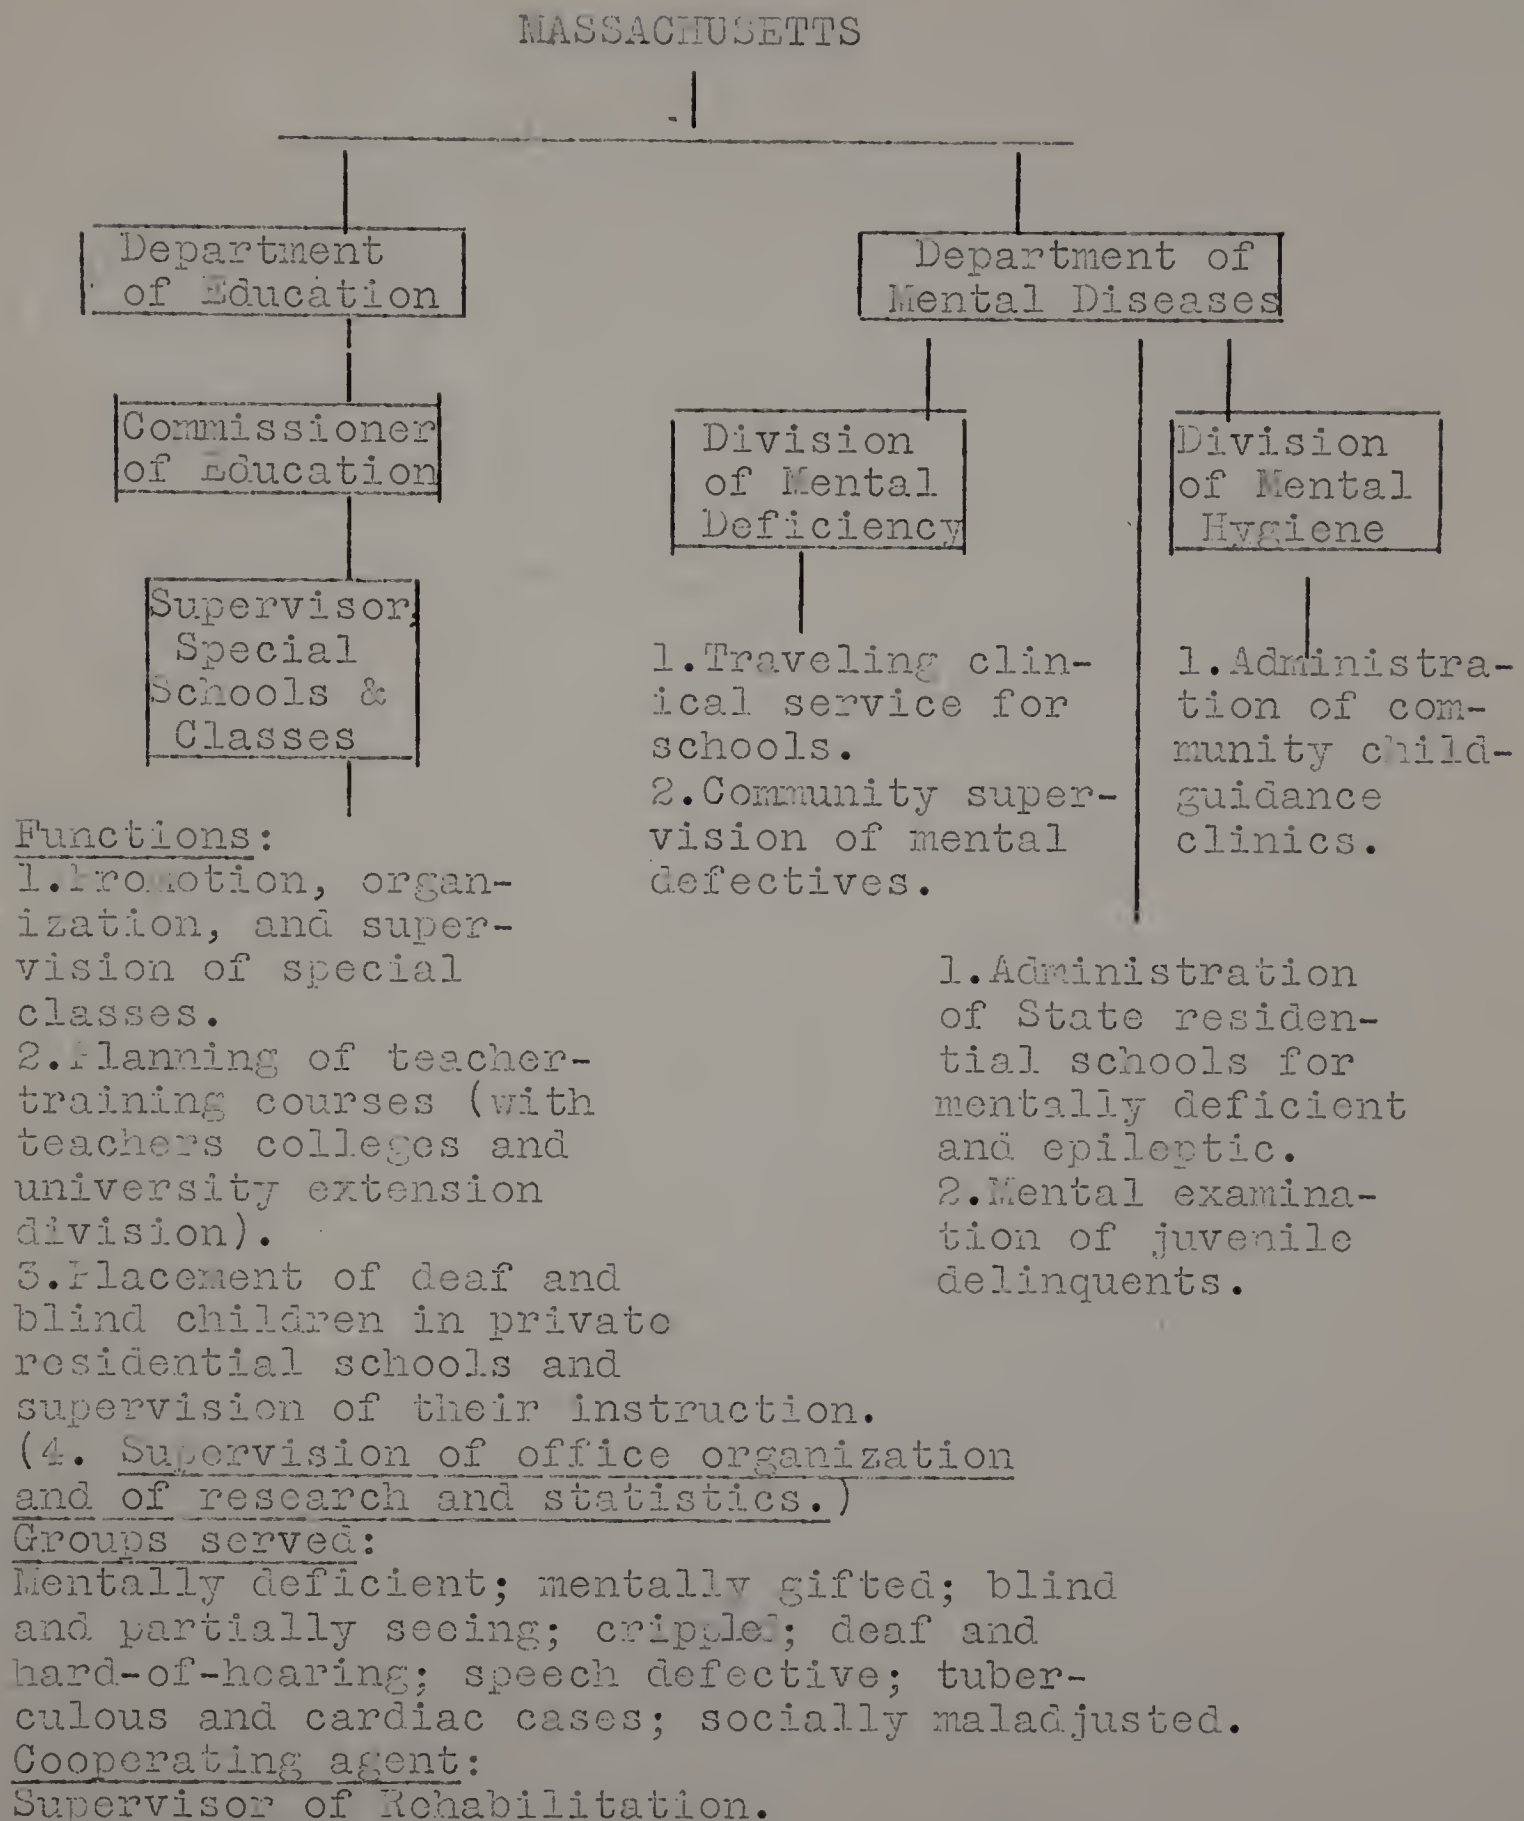 MASSACHUSETTS
Department
of Education
Commissioner
of Education
Supervisor,
Special
Schools &
Classes
Functions:
1.Promotion, organ-
ization, and super-
vision of special
classes.
2.Planning of teacher-
training courses (with
teachers colleges and
university extension
division).
3.Placement of deaf and
blind children in private
residential schools and
supervision of their instruction.
(4. Supervision of office organization
and of research and statistics.)
Groups served:
Mentally deficient; mentally gifted; blind
and partially seeing; crippled; deaf and
hard-of-hearing; speech defective; tuber-
culous and cardiac cases; socially maladjusted.
Cooperating agent:
Supervisor of Rehabilitation.
Department of
Mental Diseases
Division
of Mental
Deficiency
1.Traveling clin-
ical service for
schools.
2.Community super-
vision of mental
defectives.
Division
of Mental
Hygiene
1.Administra-
tion of com-
munity child-
guidance
clinics.
1.Administration
of State residen-
tial schools for
mentally deficient
and epileptic.
2.Mental examina-
tion of juvenile
delinquents.